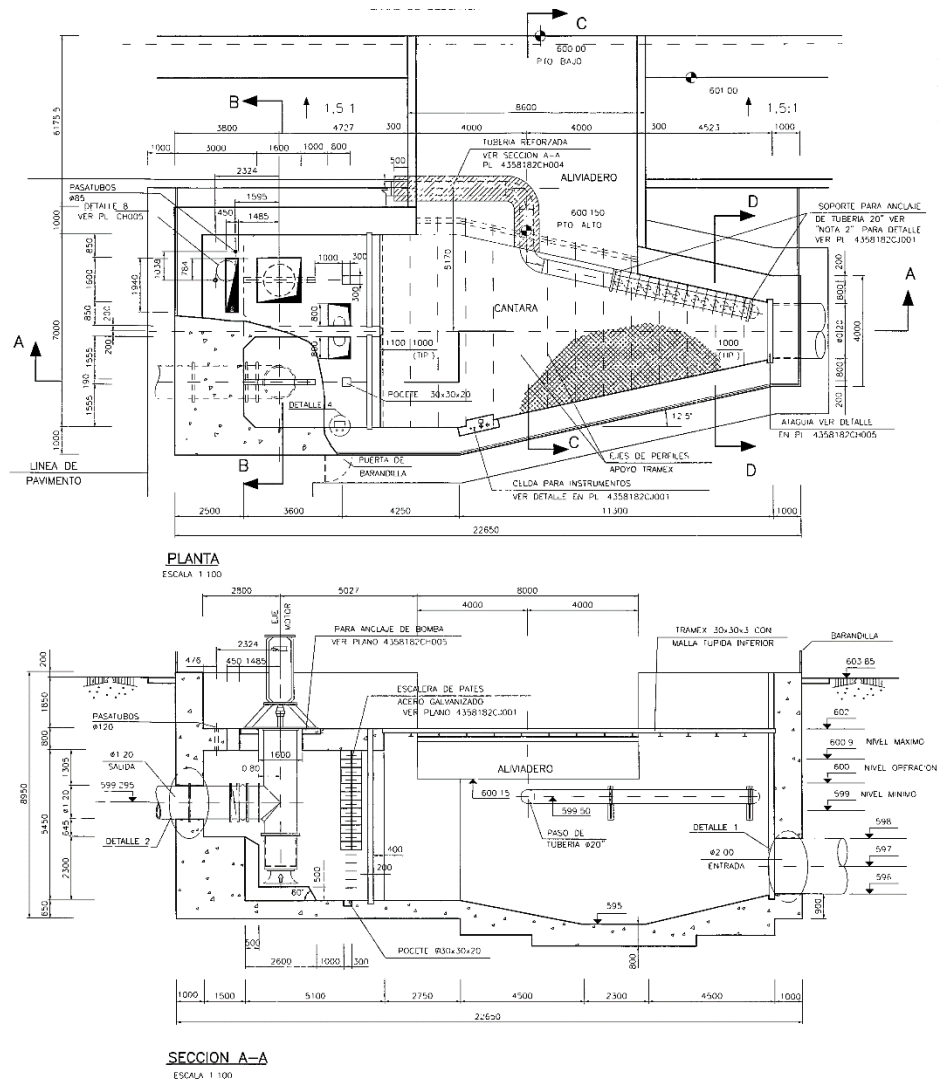 C
600 00
PTO BAJO
601 00
B
1,5 1
1,5:1
8600
6175 5
3800
4727
300
4000
4000
300
4523
1000
1000
3000
1600
1000
800
TUBERIA REFORZADA
VER SECCION A-A
PL 4358182CH004
500
2324
ALIVIADERO
PASATUBOS
ø85
1595
DETALLE 8
VER PL CH005
450
1485
SOPORTE PARA ANCLAJE
DE TUBERIA 20" VER
"NOTA 2" PARA DETALLE
VER PL 4358182CJ001
D
600 150
PTO ALTO
1000
850
1600
850
7000
200
200
1555
190
1555
1000
1940
1038
784
1000
300
300
5170
CANTARA
800
800
1100
1000
(TIP )
1000
(TIP )
200
800
1800
200
4000
A
A
POCETE 30x30x20
DETALLE 4
12 5°
ATAGUIA VER DETALLE
EN PL 4358182CH005
C
B
D
LINEA DE
PAVIMENTO
PUERTA DE
BARANDILLA
EJES DE PERFILES
APOYO TRAMEX
CELDA PARA INSTRUMENTOS
VER DETALLE EN PL 4358182CJ001
2500
3600
4250
11300
1000
22650
PLANTA
ESCALA 1 100
2800
5027
8000
EJE
MOTOR
4000
4000
PARA ANCLAJE DE BOMBA
VER PLANO 4358182CH005
TRAMEX 30x30x3 CON
MALLA TUPIDA INFERIOR
BARANDILLA
2324
476
450
1485
200
603 85
ESCALERA DE PATES
ACERO GALVANIZADO
VER PLANO 4358182CJ001
1850
PASATUBOS
ø120
602
800
1600
600 9
NIVEL MAXIMO
ø1.20
SALIDA
0.80
ALIVIADERO
600
NIVEL OPERACION
1305
599 295
600 15
599.50
599
NIVEL MINIMO
8950
5450
ø1.20
645
DETALLE 2
PASO DE
TUBERIA ø20"
DETALLE 1
598
ø2.00
ENTRADA
597
400
200
2300
500
60°
596
595
900
650
500
POCETE ø30x30x20
800
2600
1000
300
1000
1500
5100
2750
4500
2300
4500
1000
22650
SECCION A-A
ESCALA 1 100